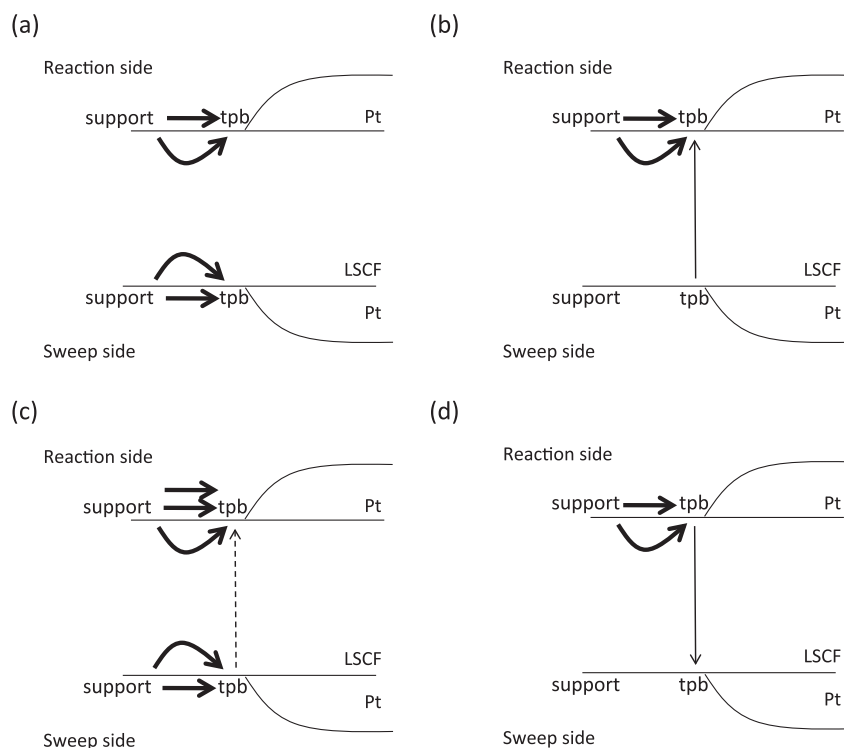 (a)
Reaction side
support tpb Pt
LSCF
support tpb Pt
Sweep side
(b)
Reaction side
support tpb Pt
LSCF
support tpb Pt
Sweep side
(c)
Reaction side
support tpb Pt
LSCF
support tpb Pt
Sweep side
(d)
Reaction side
support tpb Pt
LSCF
support tpb Pt
Sweep side